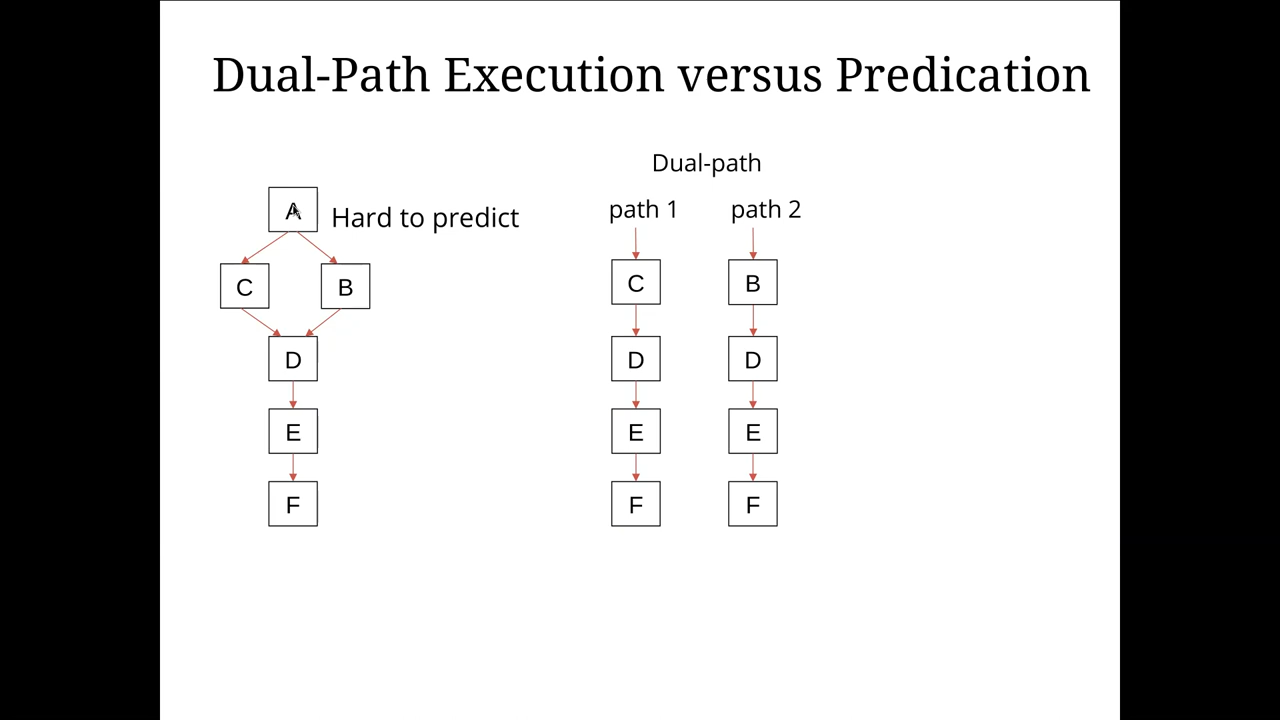 Dual-Path Execution versus Predication
Dual-path
A
Hard to predict
path 1
path 2
C
B
C
B
D
D
D
E
E
E
F
F
F